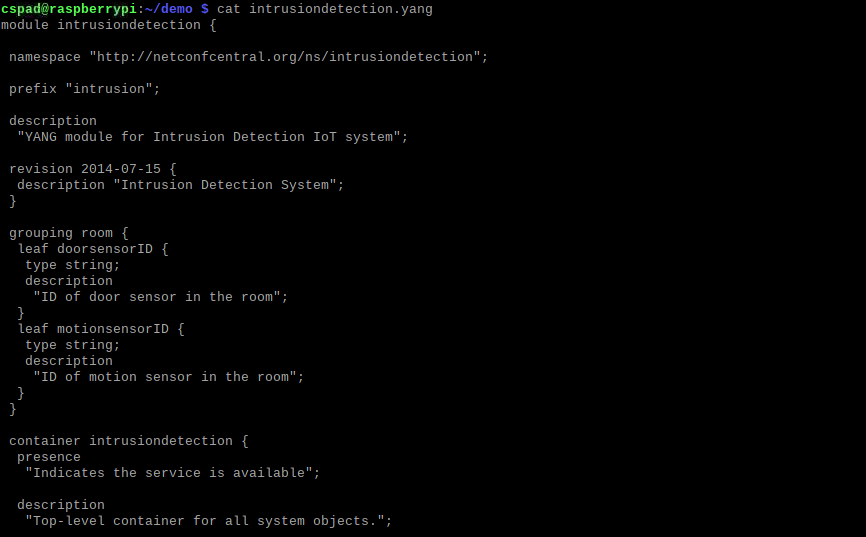 cspad@raspberrypi:~/demo $ cat intrusiondetection.yang
module intrusiondetection {
namespace "http://netconfcentral.org/ns/intrusiondetection";
prefix "intrusion";
description
"YANG module for Intrusion Detection IoT system";
revision 2014-07-15 {
description "Intrusion Detection System";
}
grouping room {
leaf doorsensorID {
type string;
description
"ID of door sensor in the room";
}
leaf motionsensorID {
type string;
description
"ID of motion sensor in the room";
}
}
container intrusiondetection {
presence
"Indicates the service is available";
description
"Top-level container for all system objects.";